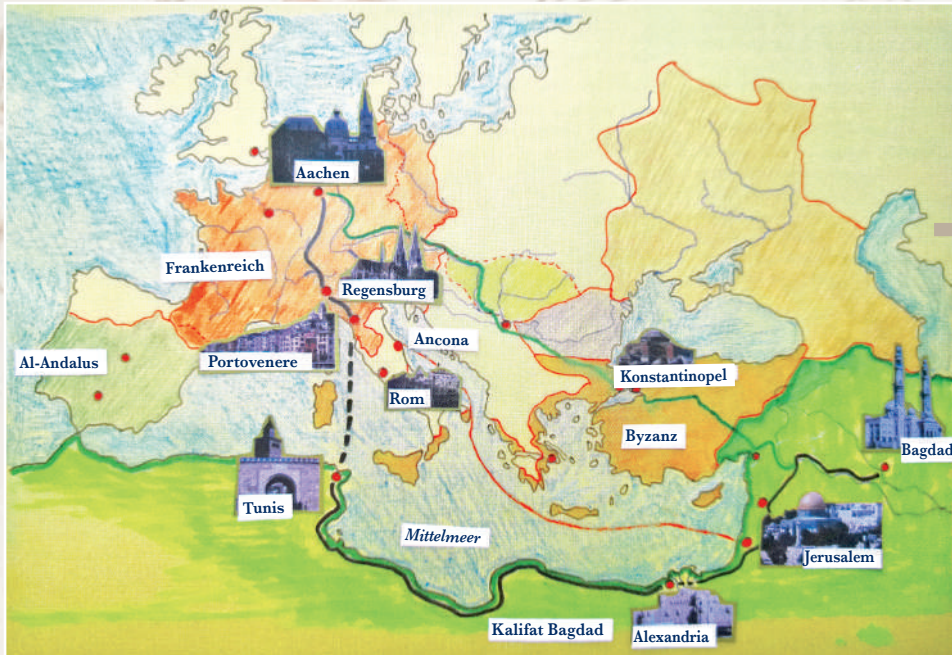 Aachen
Frankenreich
Regensburg
Al-Andalus
Portovenere
Ancona
Rom
Konstantinopel
Byzanz
Bagdad
Tunis
Mittelmeer
Jerusalem
Kalifat Bagdad
Alexandria